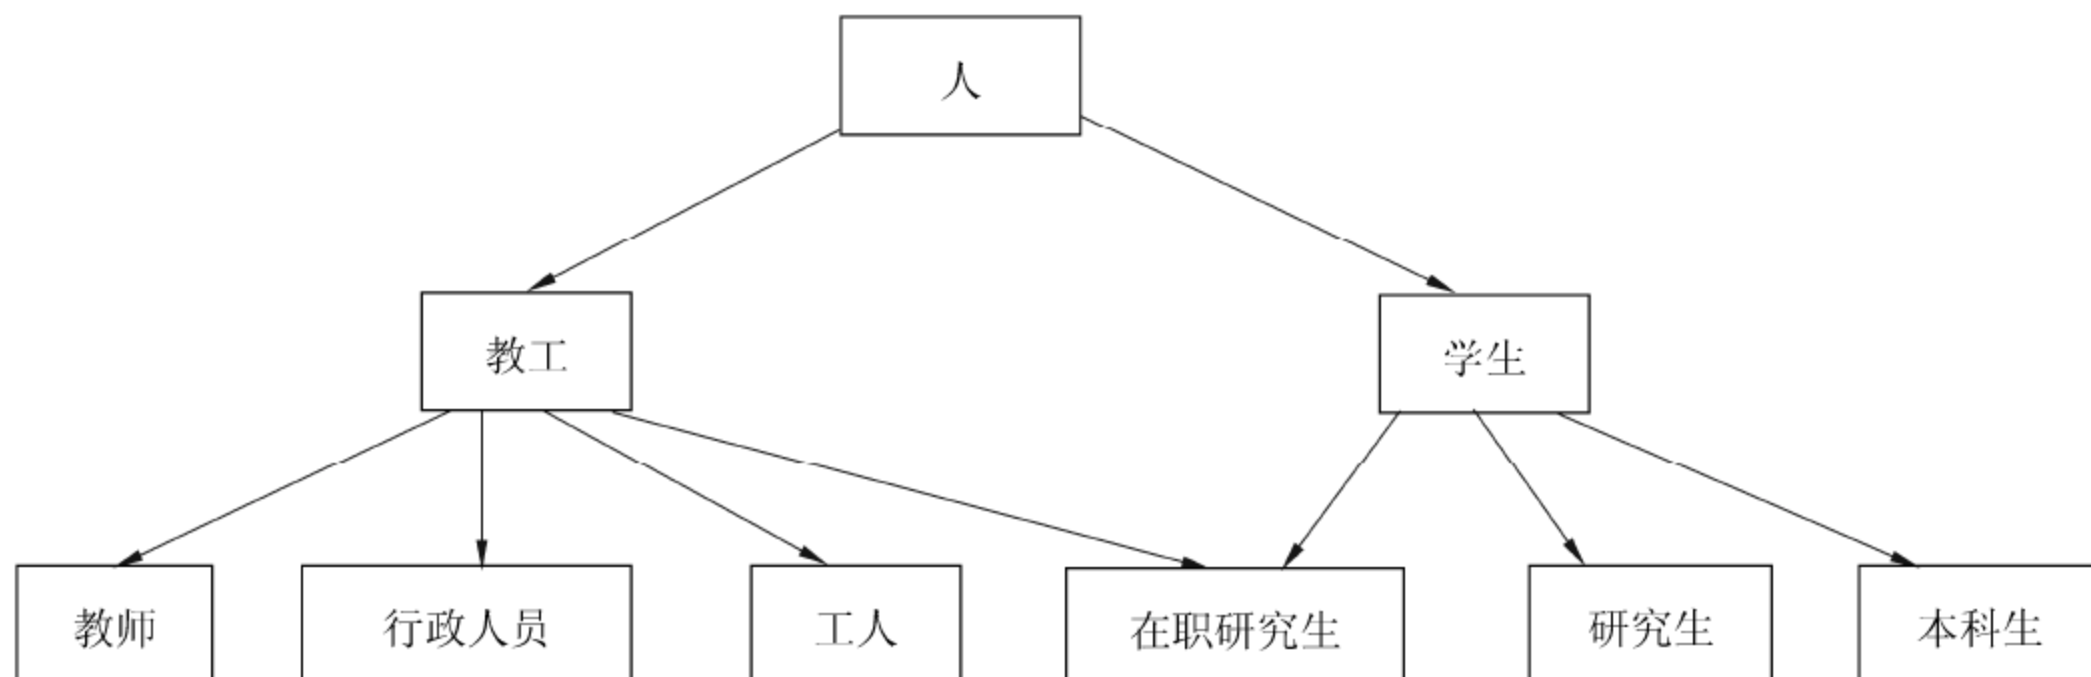 人
教工
学生
教师
行政人员
工人
在职研究生
研究生
本科生